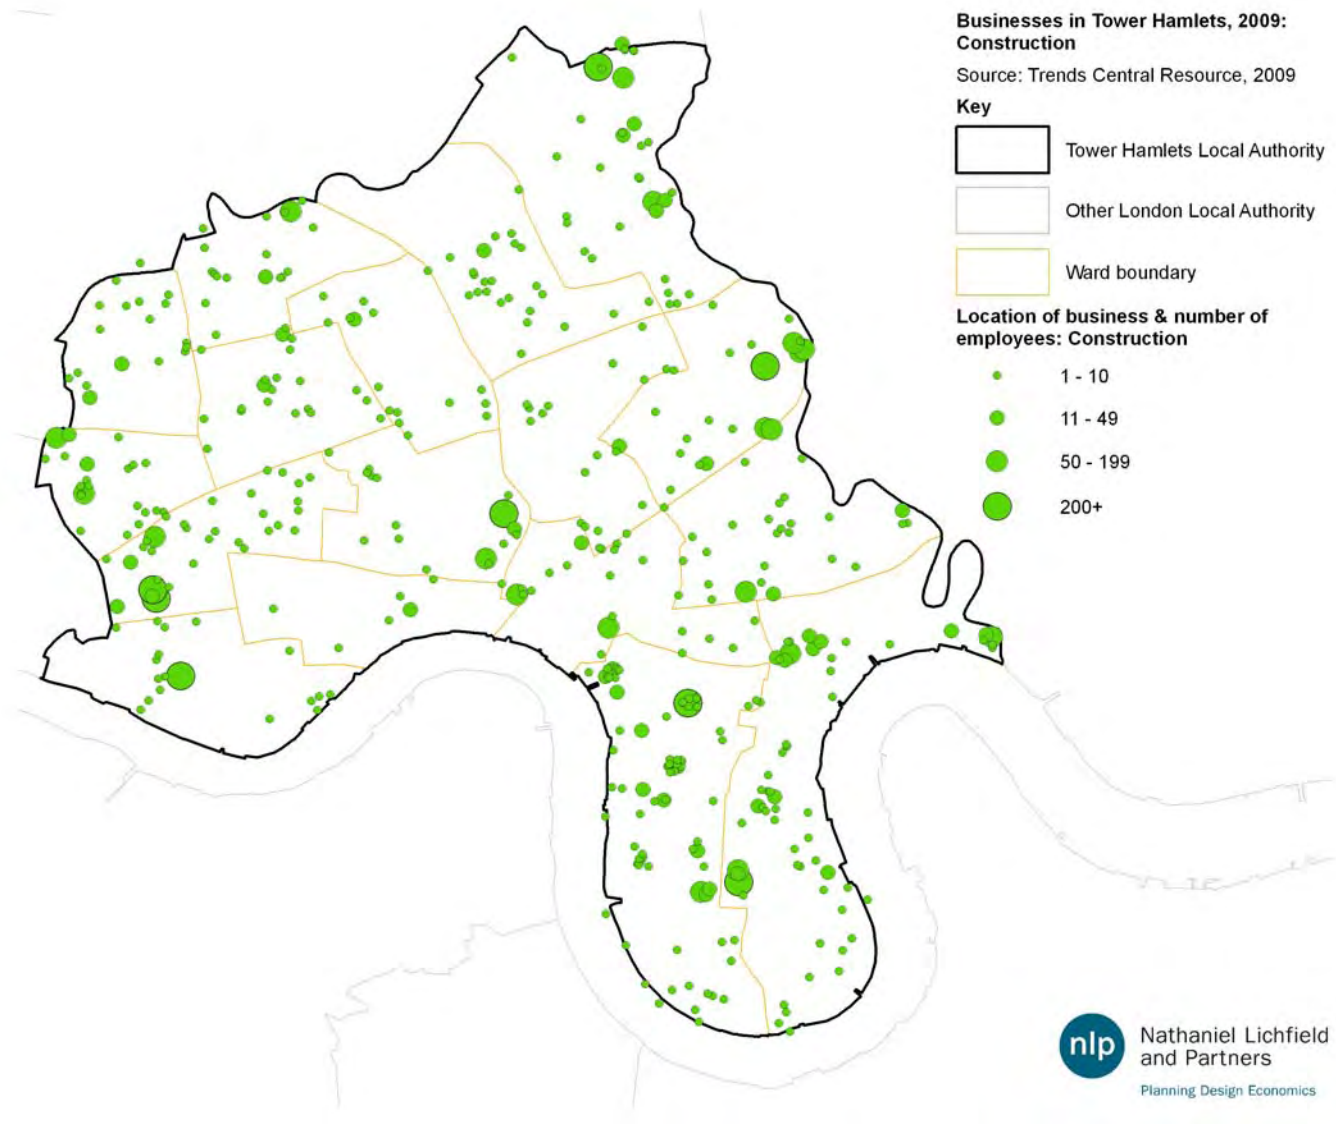 Businesses in Tower Hamlets, 2009:
Construction
Source: Trends Central Resource, 2009
Key
Tower Hamlets Local Authority
Other London Local Authority
Ward boundary
Location of business & number of
employees: Construction
1 - 10
11 - 49
50 - 199
200+
nlp
Nathaniel Lichfield
and Partners
Planning Design Economics